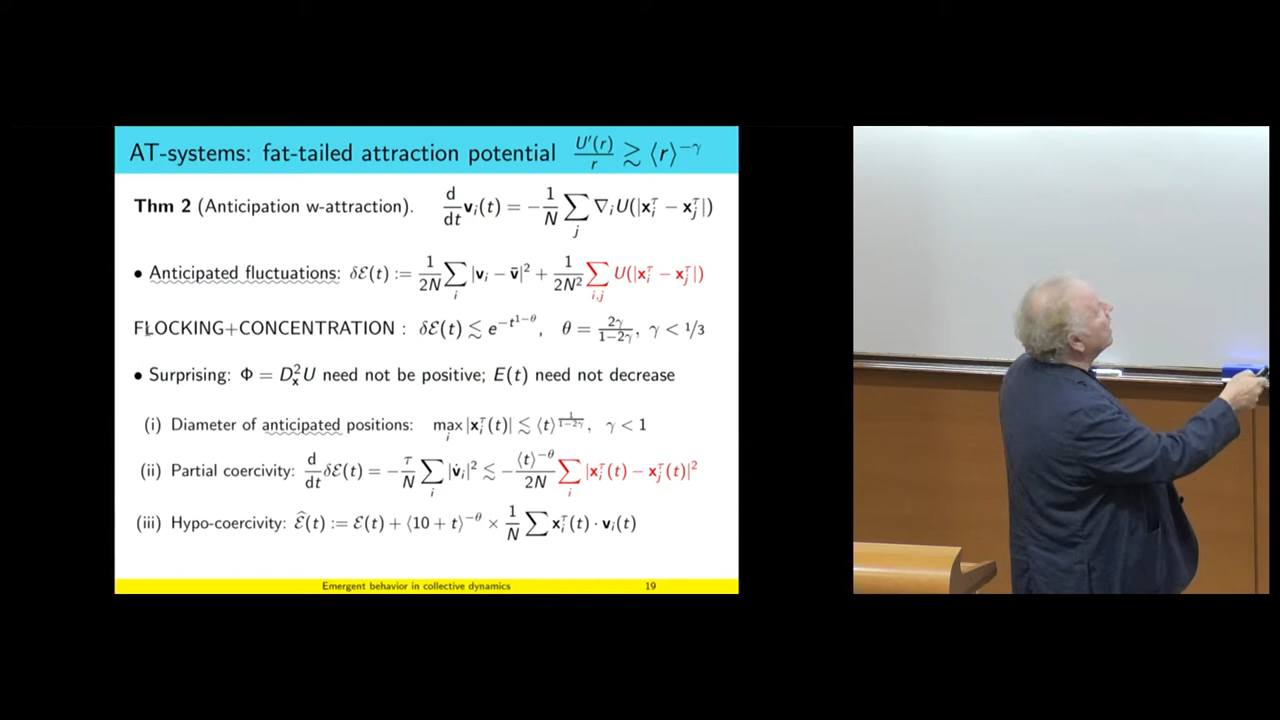 AT-systems: fat-tailed attraction potential U′(r)/r ≳ ⟨r⟩^{−γ}
Thm 2 (Anticipation w-attraction). d/dt v_i(t) = −1/N ∑_j ∇_i U(|x_i^τ − x_j^τ|)
• Anticipated fluctuations: δℰ(t) := 1/2N ∑_i |v_i − v̄|² + 1/2N² ∑_{i,j} U(|x_i^τ − x_j^τ|)
FLOCKING+CONCENTRATION : δℰ(t) ≲ e^{−t^{1−θ}}, θ = 2γ/1−2γ, γ < 1/3
• Surprising: Φ = D_x² U need not be positive; E(t) need not decrease
(i) Diameter of anticipated positions: max_i |x_i^τ(t)| ≲ ⟨t⟩^{1/1−2γ}, γ < 1
(ii) Partial coercivity: d/dt δℰ(t) = −τ/N ∑_i |v̇_i|² ≲ −⟨t⟩^{−θ}/2N ∑_i |x_i^τ(t) − x_j^τ(t)|²
(iii) Hypo-coercivity: ℰ̂(t) := ℰ(t) + ⟨10 + t⟩^{−θ} × 1/N ∑ x_i^τ(t) · v_i(t)
Emergent behavior in collective dynamics 19